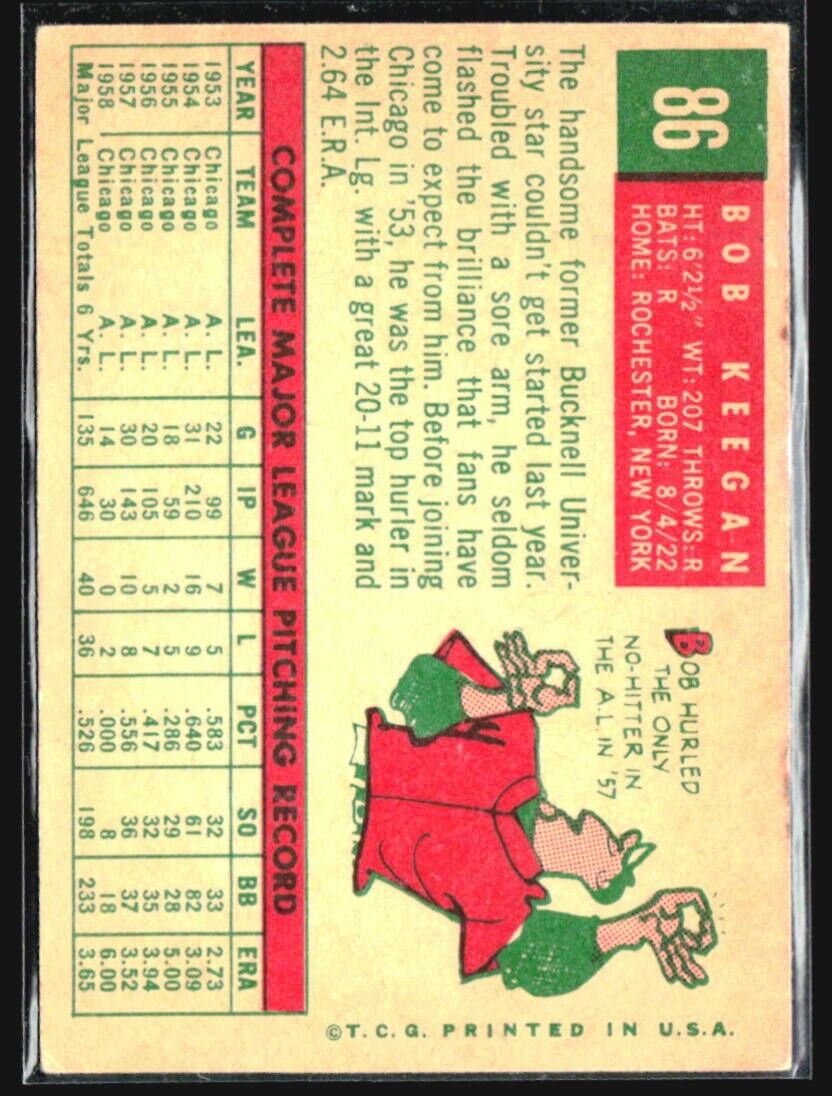 86
BOB KEEGAN
HT: 6'2½" WT: 207 THROWS: R
BATS: R BORN: 8/4/22
HOME: ROCHESTER, NEW YORK
The handsome former Bucknell Univer-
sity star couldn't get started last year.
Troubled with a sore arm, he seldom
flashed the brilliance that fans have
come to expect from him. Before joining
Chicago in '53, he was the top hurler in
the Int. Lg. with a great 20-11 mark and
2.64 E.R.A.
BOB HURLED
THE ONLY
NO-HITTER IN
THE A.L. IN '57
COMPLETE MAJOR LEAGUE PITCHING RECORD
YEAR TEAM LEA. G IP W L PCT SO BB ERA
1953 Chicago A. L. 22 99 7 5 .583 32 33 2.73
1954 Chicago A. L. 31 210 16 9 .640 61 82 3.09
1955 Chicago A. L. 18 59 2 5 .286 29 28 5.00
1956 Chicago A. L. 20 105 5 7 .417 32 35 3.94
1957 Chicago A. L. 30 143 10 8 .556 36 37 3.52
1958 Chicago A. L. 14 30 0 2 .000 8 18 6.00
Major League Totals 6 Yrs. 135 646 40 36 .526 198 233 3.65
©T.C.G. PRINTED IN U.S.A.